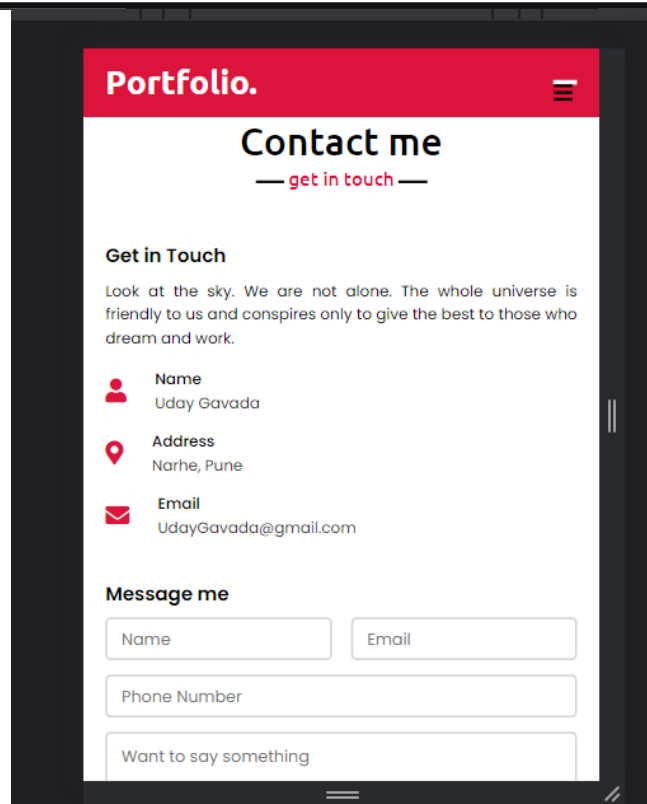 Portfolio.
Contact me
get in touch
Get in Touch
Look at the sky. We are not alone. The whole universe is
friendly to us and conspires only to give the best to those who
dream and work.
Name
Uday Gavada
Address
Narhe, Pune
Email
UdayGavada@gmail.com
Message me
Name Email
Phone Number
Want to say something